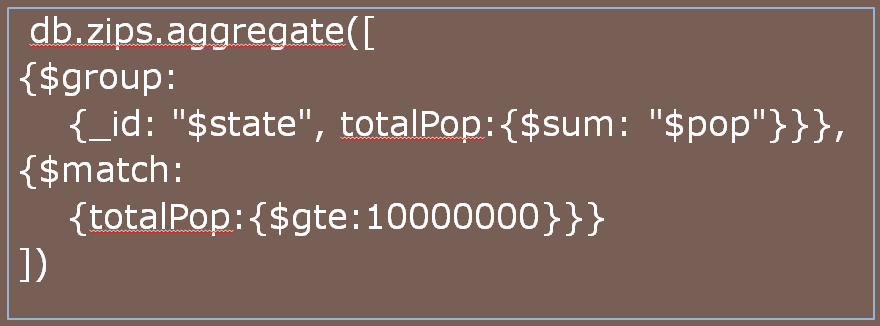 db.zips.aggregate([
{$group:
{_id: "$state", totalPop:{$sum: "$pop"}}},
{$match:
{totalPop:{$gte:10000000}}}
])